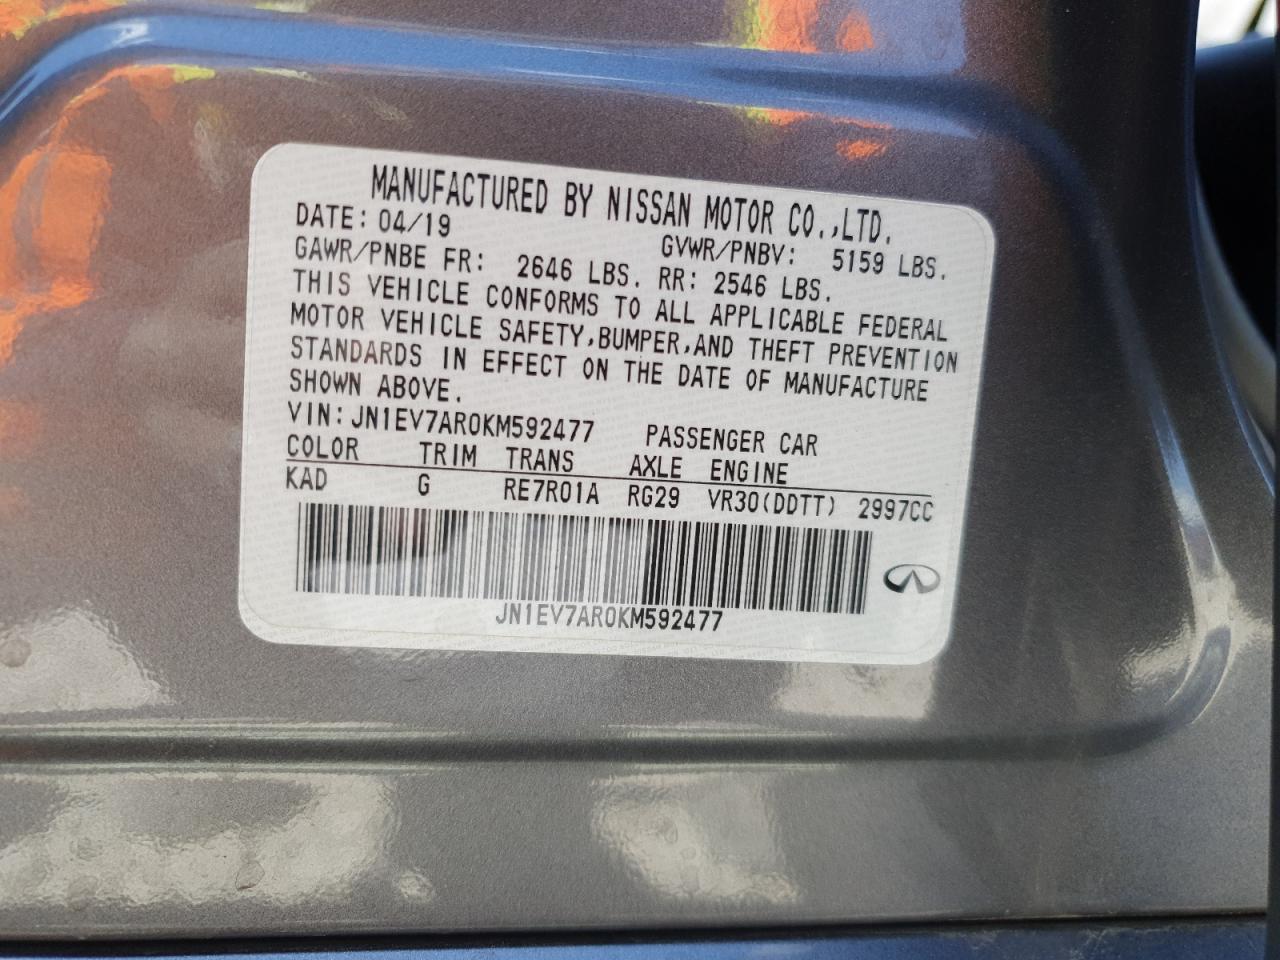 MANUFACTURED BY NISSAN MOTOR CO.,LTD.
DATE: 04/19 GVWR/PNBV: 5159 LBS.
GAWR/PNBE FR: 2646 LBS. RR: 2546 LBS.
THIS VEHICLE CONFORMS TO ALL APPLICABLE FEDERAL
MOTOR VEHICLE SAFETY,BUMPER,AND THEFT PREVENTION
STANDARDS IN EFFECT ON THE DATE OF MANUFACTURE
SHOWN ABOVE.
VIN:JN1EV7AR0KM592477 PASSENGER CAR
COLOR TRIM TRANS AXLE ENGINE
KAD G RE7R01A RG29 VR30(DDTT) 2997CC
JN1EV7AR0KM592477